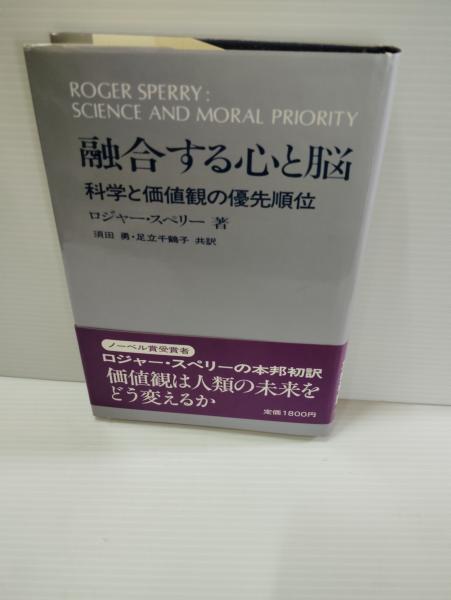 ROGER SPERRY:
SCIENCE AND MORAL PRIORITY
融合する心と脳
科学と価値観の優先順位
ロジャー・スペリー 著
須田 勇・足立千鶴子 共訳
ノーベル賞受賞者
ロジャー・スペリーの本邦初訳
価値観は人類の未来を
どう変えるか
定価1800円